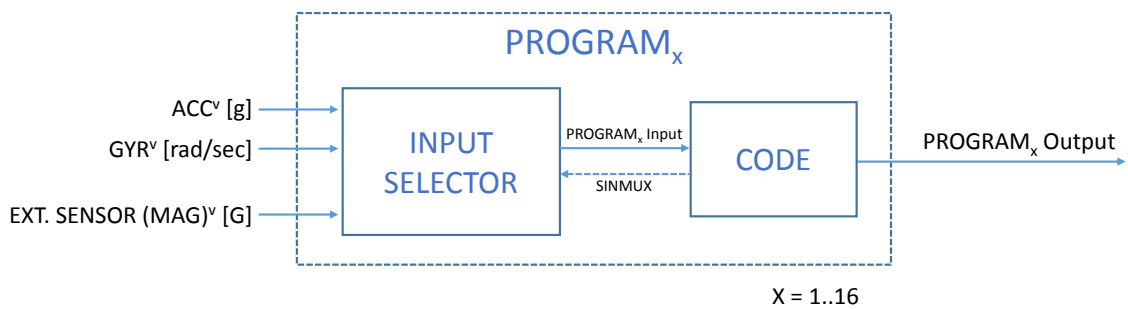 PROGRAMₓ
ACCᵛ [g]
GYRᵛ [rad/sec]
EXT. SENSOR (MAG)ᵛ [G]
INPUT
SELECTOR
PROGRAMₓ Input
SINMUX
CODE
PROGRAMₓ Output
X = 1..16